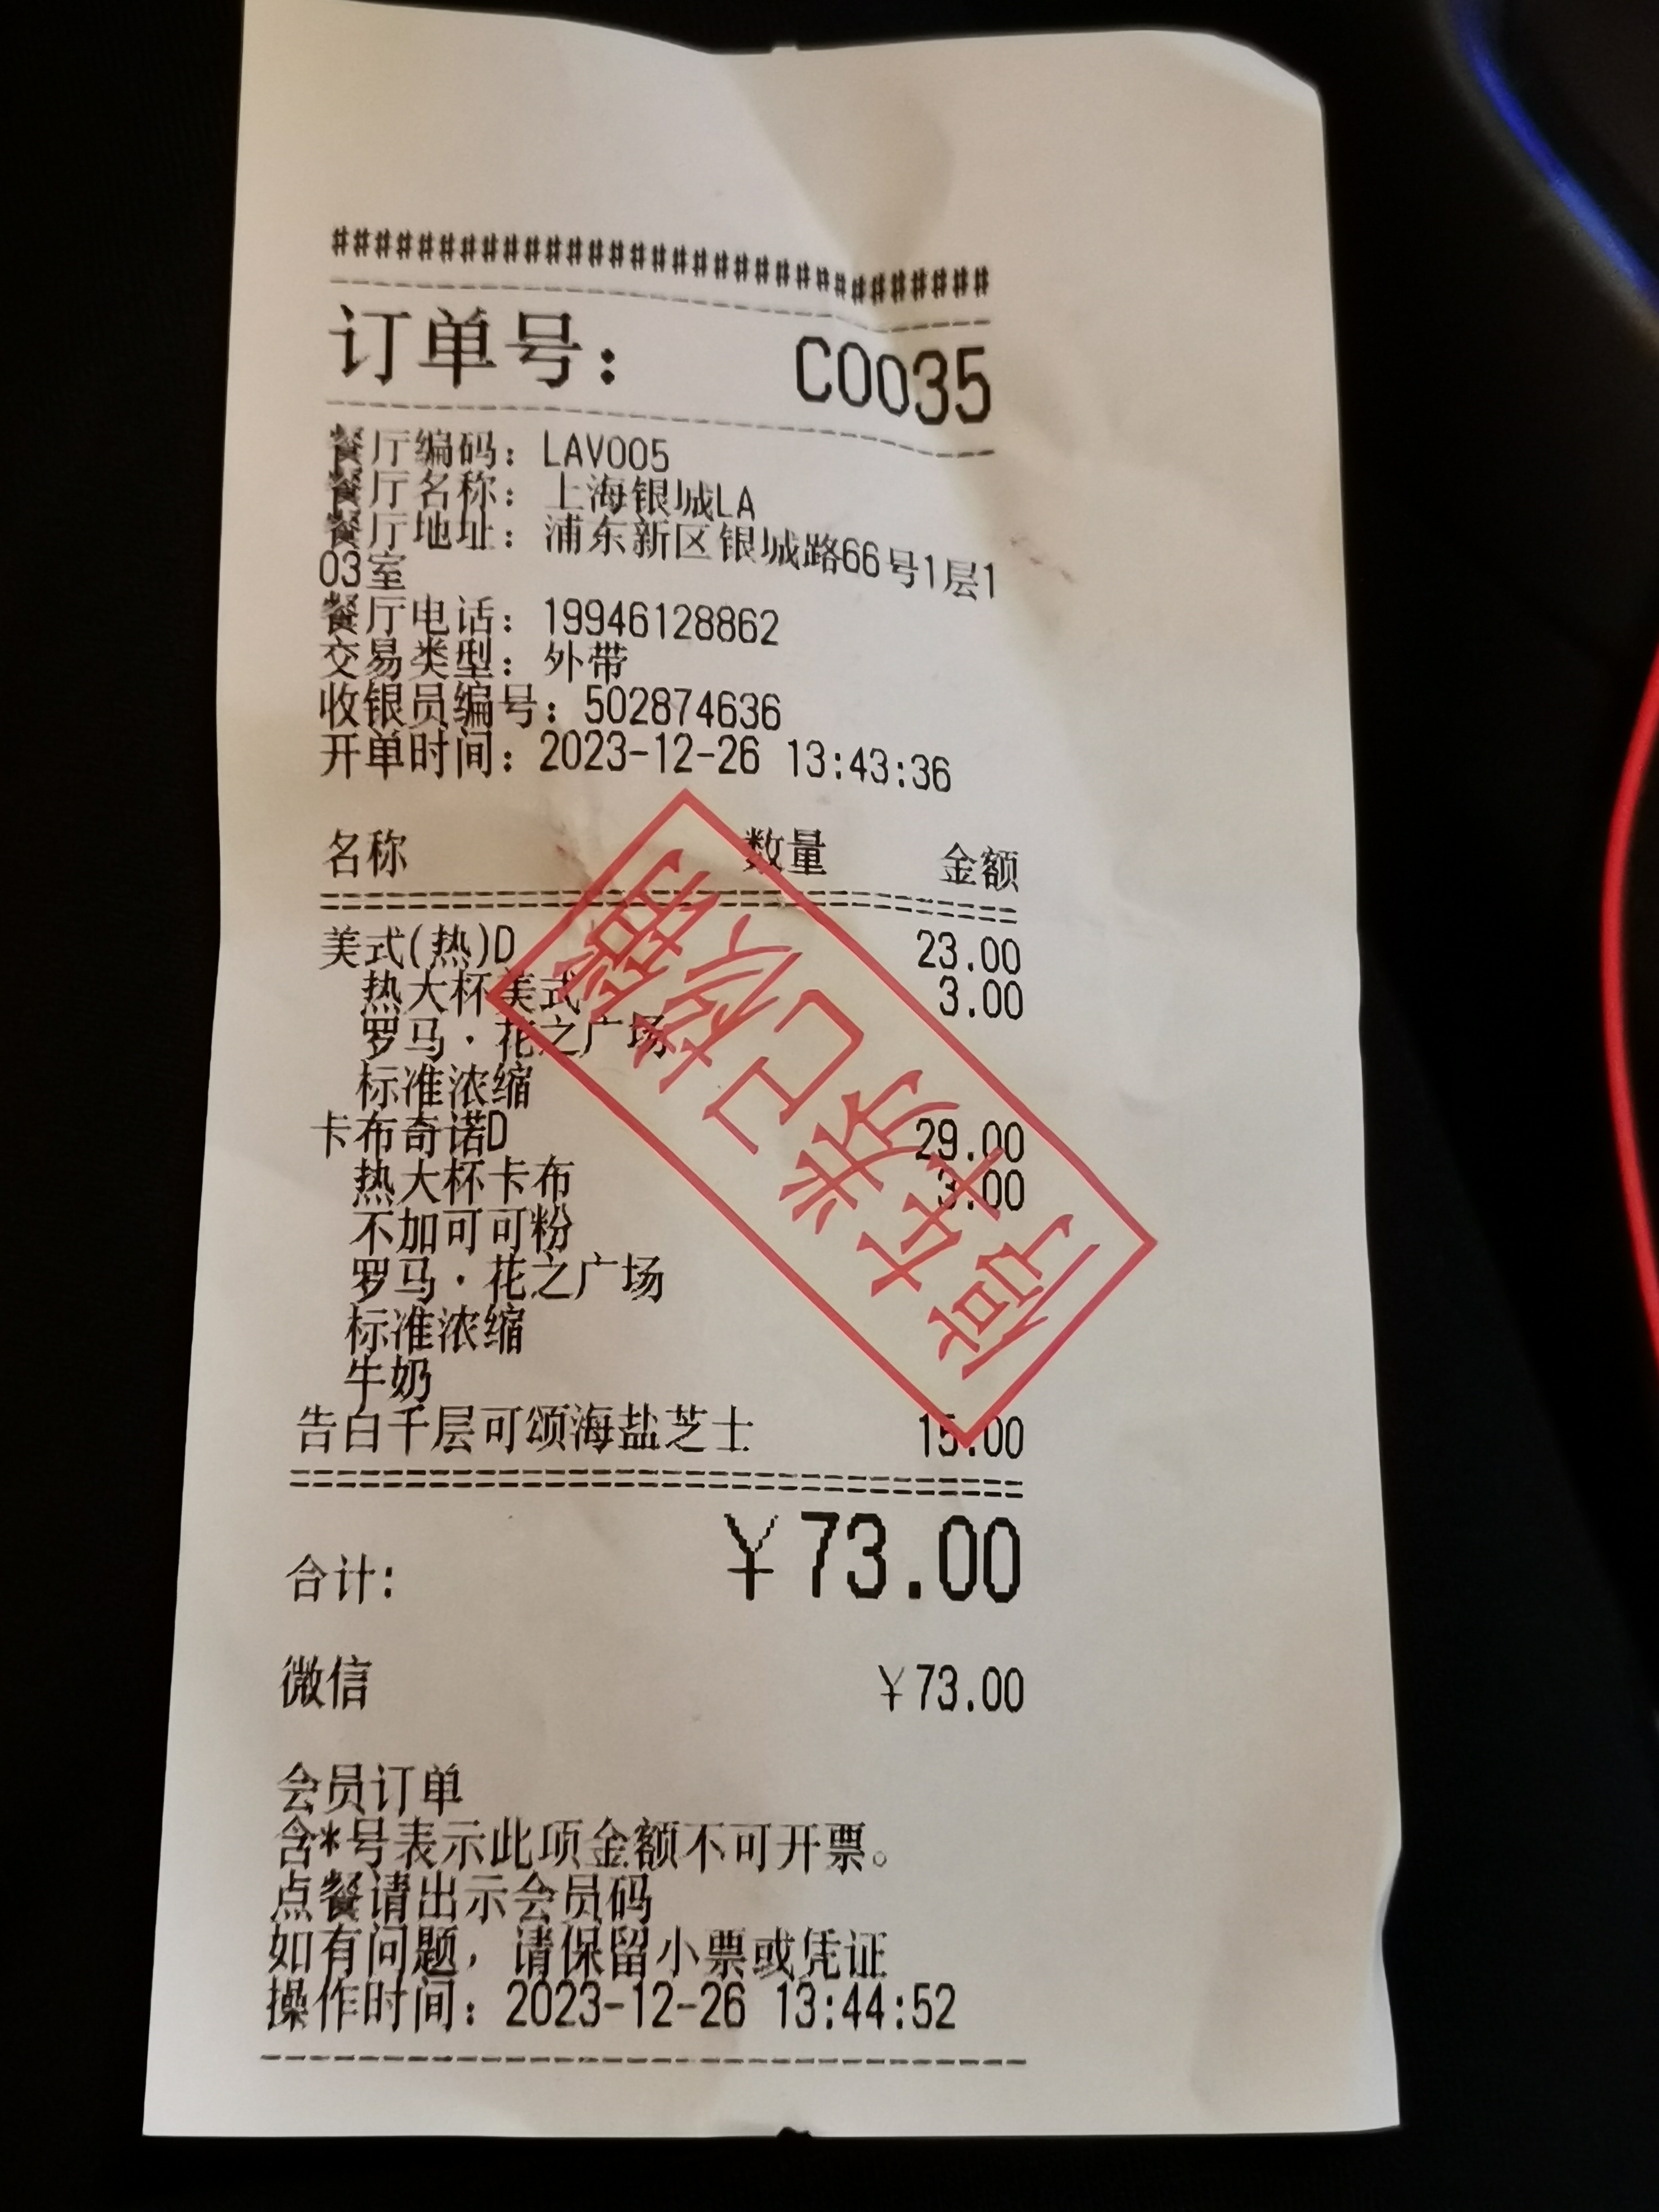 ##############################
订单号： C0035
餐厅编码：LAV005
餐厅名称：上海银城LA
餐厅地址：浦东新区银城路66号1层1
03室
餐厅电话：19946128862
交易类型：外带
收银员编号：502874636
开单时间：2023-12-26 13:43:36
名称 数量 金额
美式(热)D 23.00
热大杯美式 3.00
罗马·花之广场
标准浓缩
卡布奇诺D 29.00
热大杯卡布 3.00
不加可可粉
罗马·花之广场
标准浓缩
牛奶
告白千层可颂海盐芝士 15.00
合计: ￥73.00
微信 ￥73.00
会员订单
含*号表示此项金额不可开票。
点餐请出示会员码
如有问题，请保留小票或凭证
操作时间：2023-12-26 13:44:52
停车券已